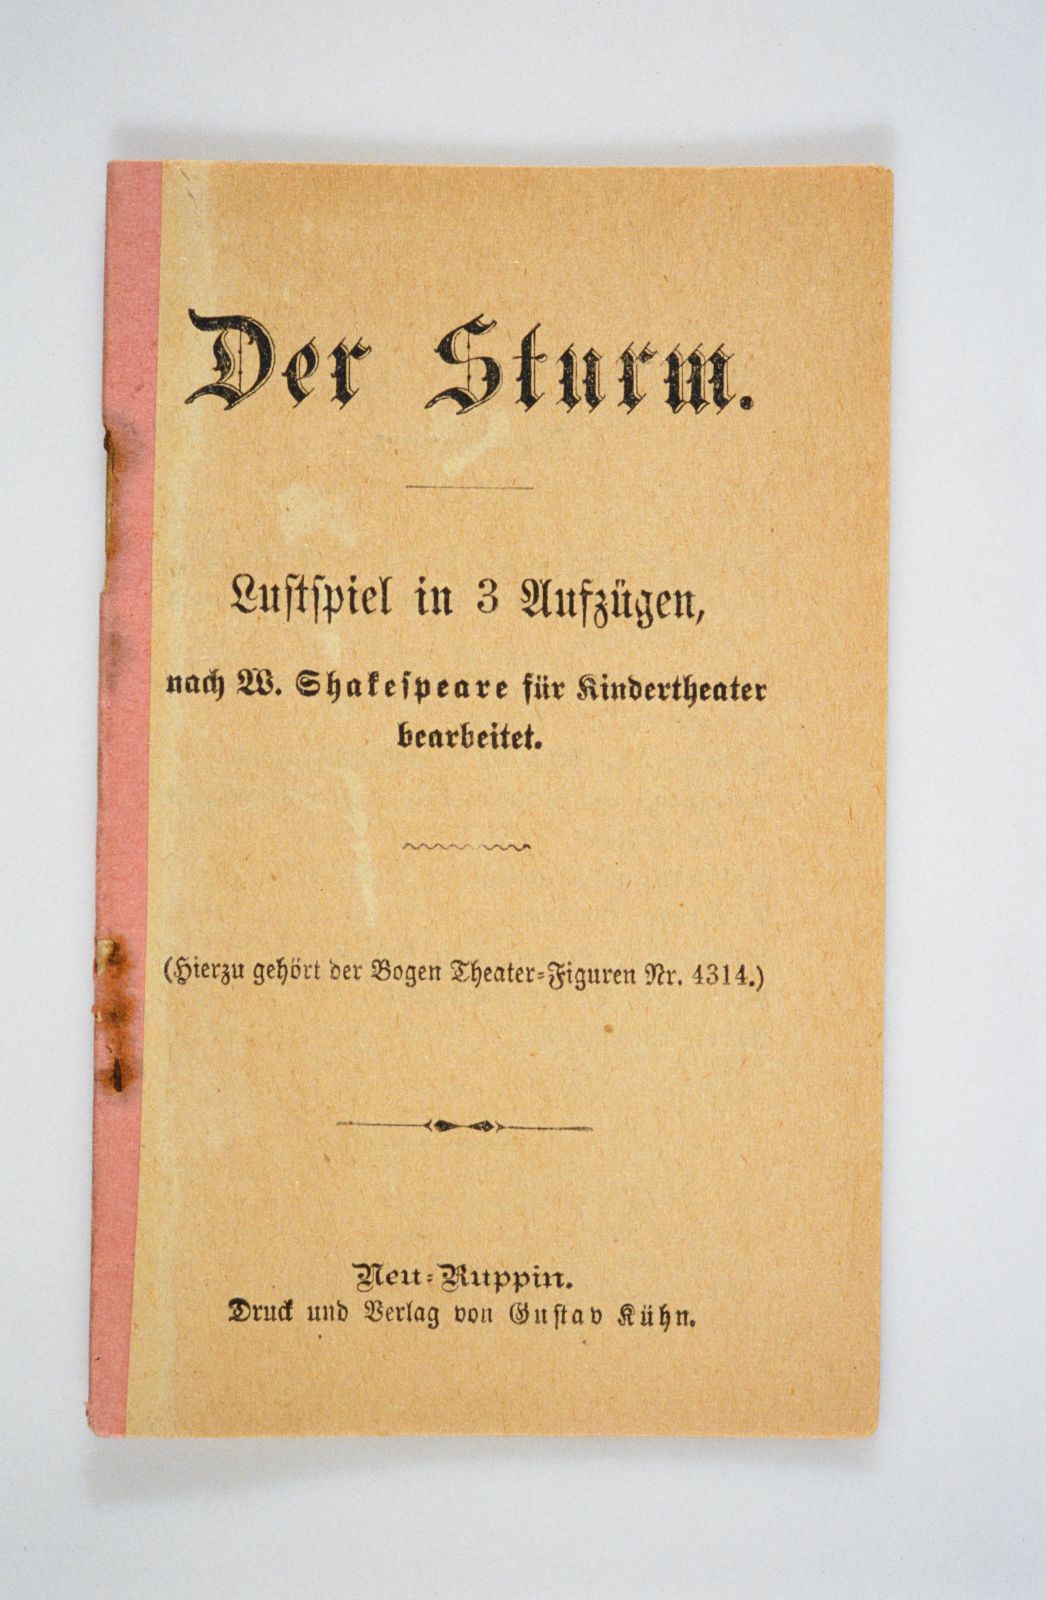 Der Sturm.
Lustspiel in 3 Aufzügen,
nach W. Shakespeare für Kindertheater
bearbeitet.
(Hierzu gehört der Bogen Theater-Figuren Nr. 4314.)
Neu-Ruppin.
Druck und Verlag von Gustav Kühn.